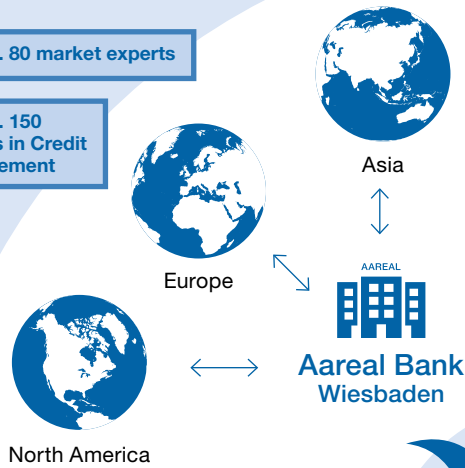 . 80 market experts
. 150
s in Credit
ement
Asia
Europe
AAREAL
Aareal Bank
Wiesbaden
North America